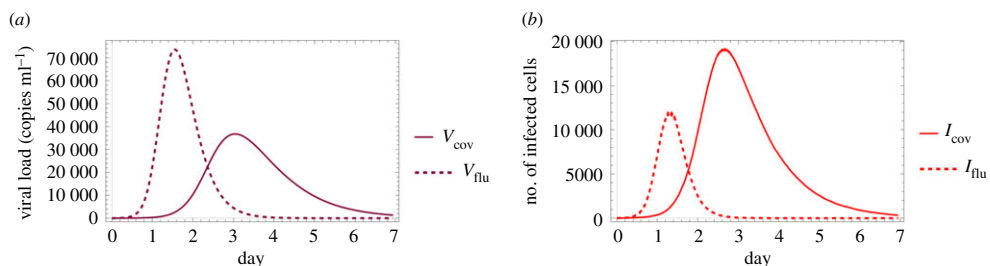 (a)
viral load (copies ml⁻¹)
70 000
60 000
50 000
40 000
30 000
20 000
10 000
0
0 1 2 3 4 5 6 7
day
V_cov
V_flu
(b)
no. of infected cells
20 000
15 000
10 000
5000
0
0 1 2 3 4 5 6 7
day
I_cov
I_flu